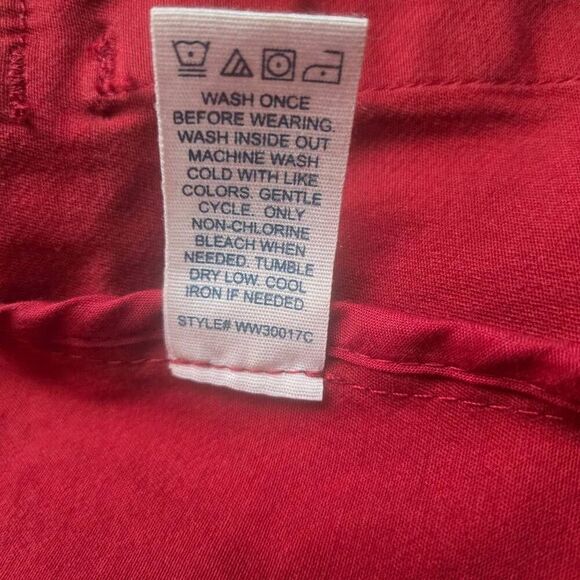 WASH ONCE
BEFORE WEARING.
WASH INSIDE OUT
MACHINE WASH
COLD WITH LIKE
COLORS. GENTLE
CYCLE. ONLY
NON-CHLORINE
BLEACH WHEN
NEEDED. TUMBLE
DRY LOW. COOL
IRON IF NEEDED
STYLE# WW30017C